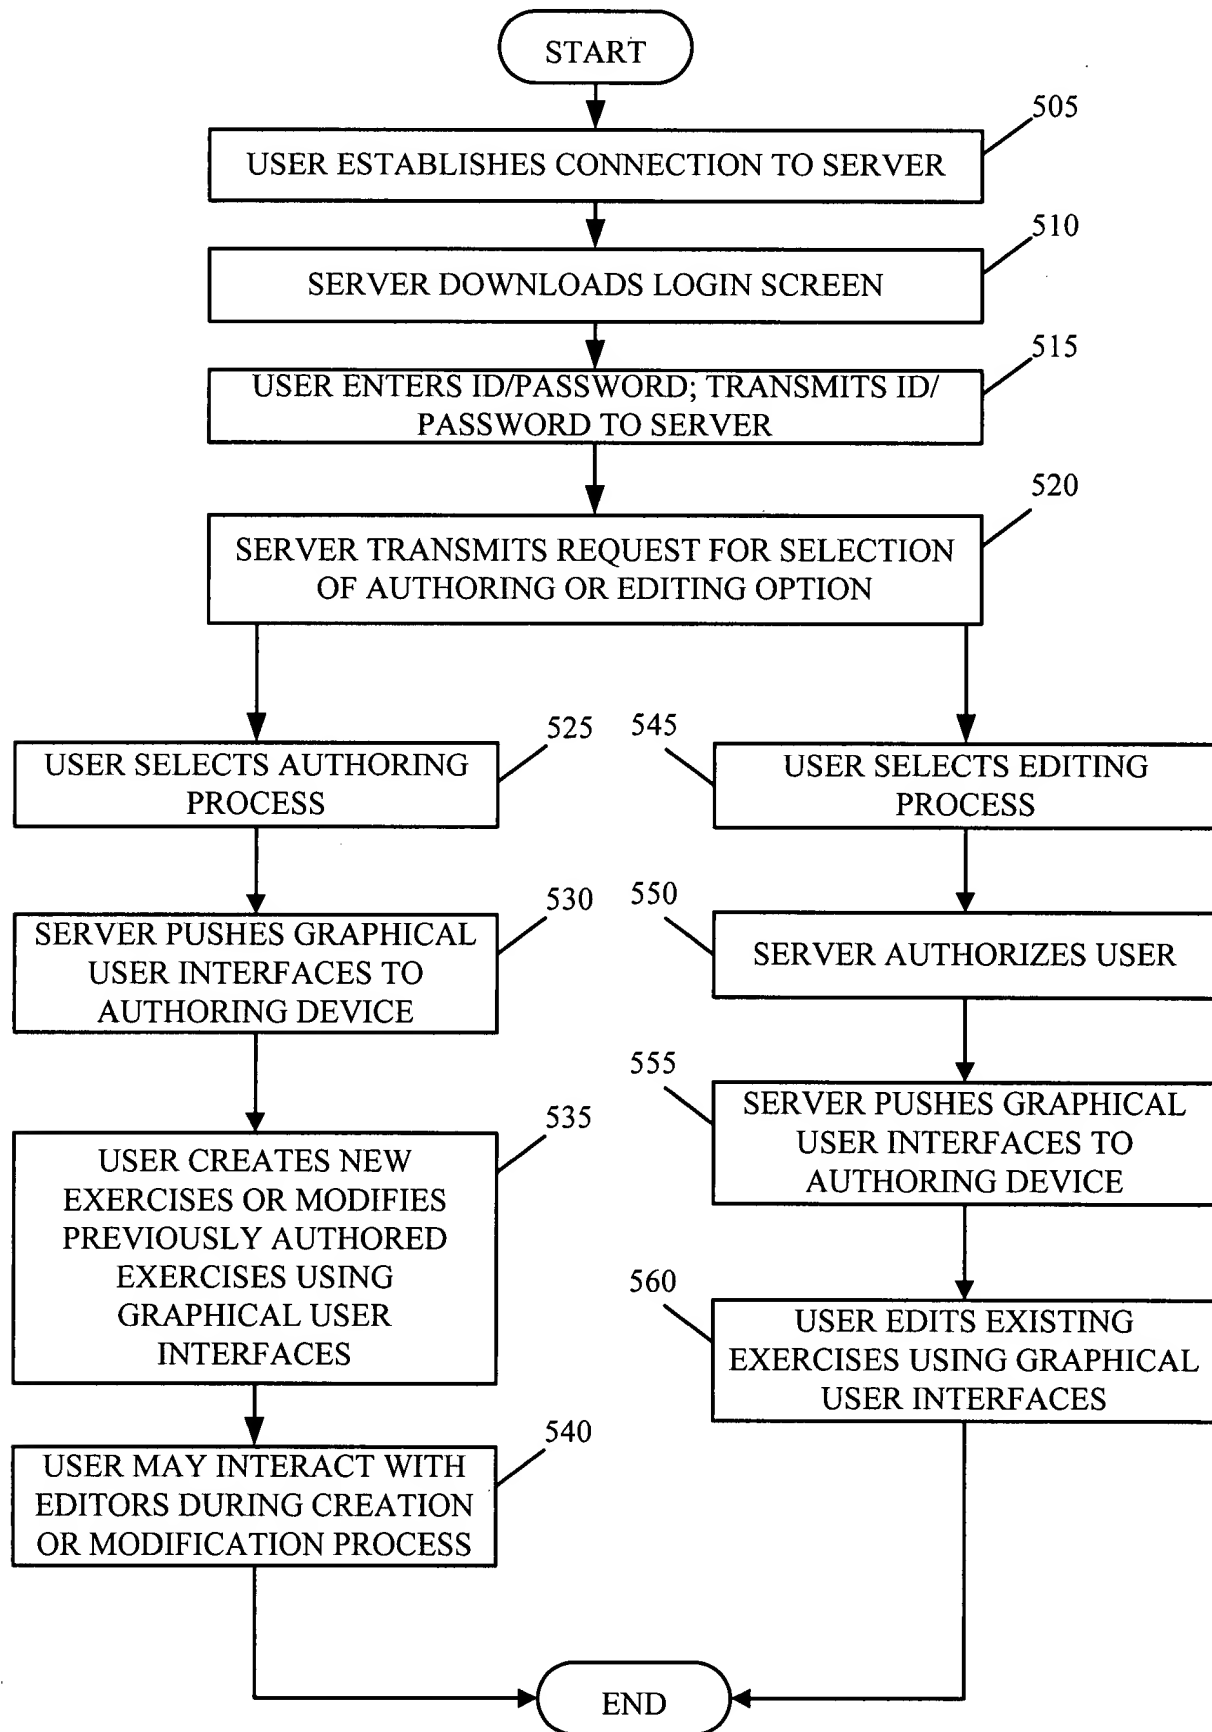 START
505
USER ESTABLISHES CONNECTION TO SERVER
510
SERVER DOWNLOADS LOGIN SCREEN
515
USER ENTERS ID/PASSWORD; TRANSMITS ID/
PASSWORD TO SERVER
520
SERVER TRANSMITS REQUEST FOR SELECTION
OF AUTHORING OR EDITING OPTION
525
USER SELECTS AUTHORING
PROCESS
530
SERVER PUSHES GRAPHICAL
USER INTERFACES TO
AUTHORING DEVICE
535
USER CREATES NEW
EXERCISES OR MODIFIES
PREVIOUSLY AUTHORED
EXERCISES USING
GRAPHICAL USER
INTERFACES
540
USER MAY INTERACT WITH
EDITORS DURING CREATION
OR MODIFICATION PROCESS
545
USER SELECTS EDITING
PROCESS
550
SERVER AUTHORIZES USER
555
SERVER PUSHES GRAPHICAL
USER INTERFACES TO
AUTHORING DEVICE
560
USER EDITS EXISTING
EXERCISES USING GRAPHICAL
USER INTERFACES
END